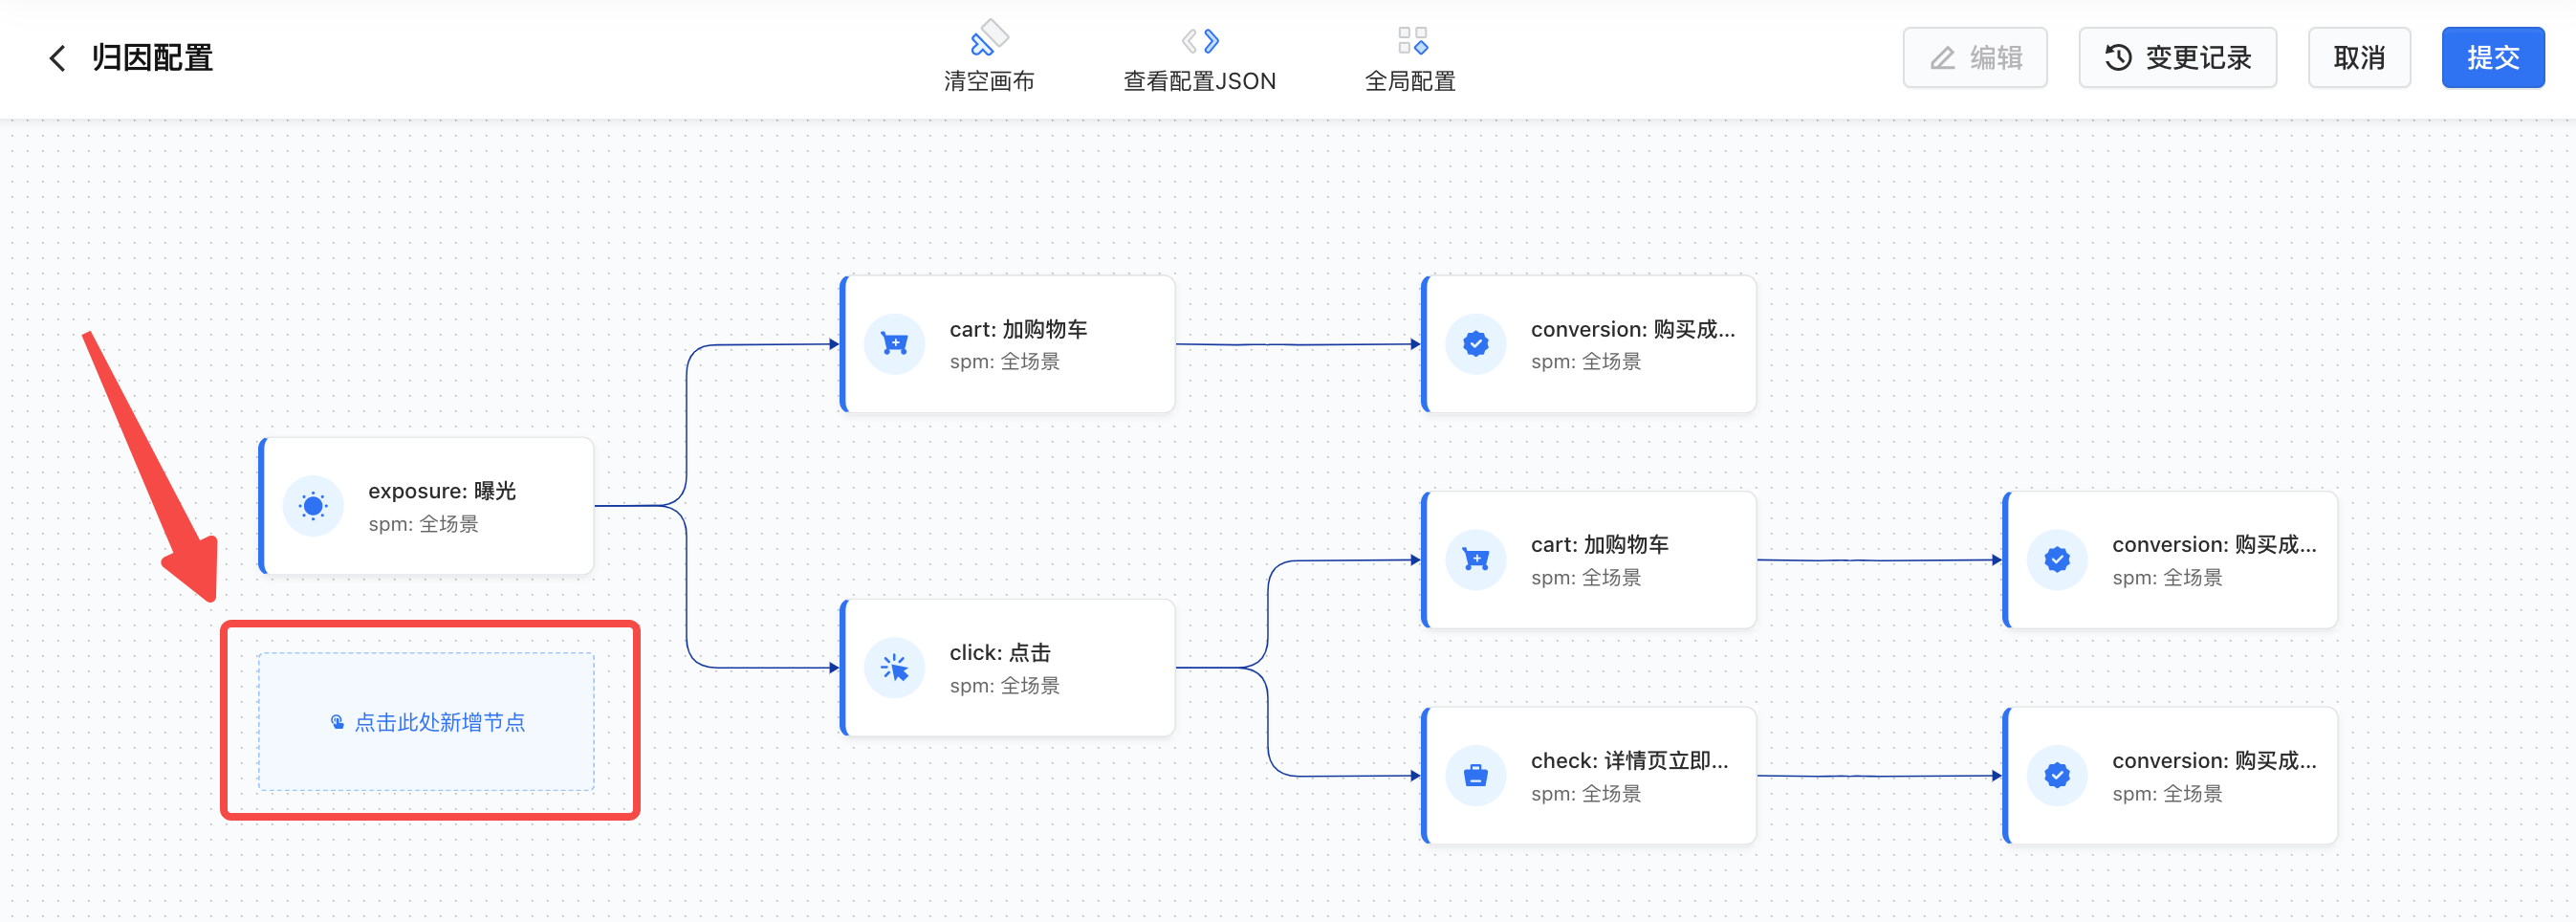 归因配置
清空画布
查看配置JSON
全局配置
编辑
变更记录
取消
提交
cart: 加购物车
spm: 全场景
conversion: 购买成...
spm: 全场景
exposure: 曝光
spm: 全场景
cart: 加购物车
spm: 全场景
conversion: 购买成...
spm: 全场景
click: 点击
spm: 全场景
点击此处新增节点
check: 详情页立即...
spm: 全场景
conversion: 购买成...
spm: 全场景